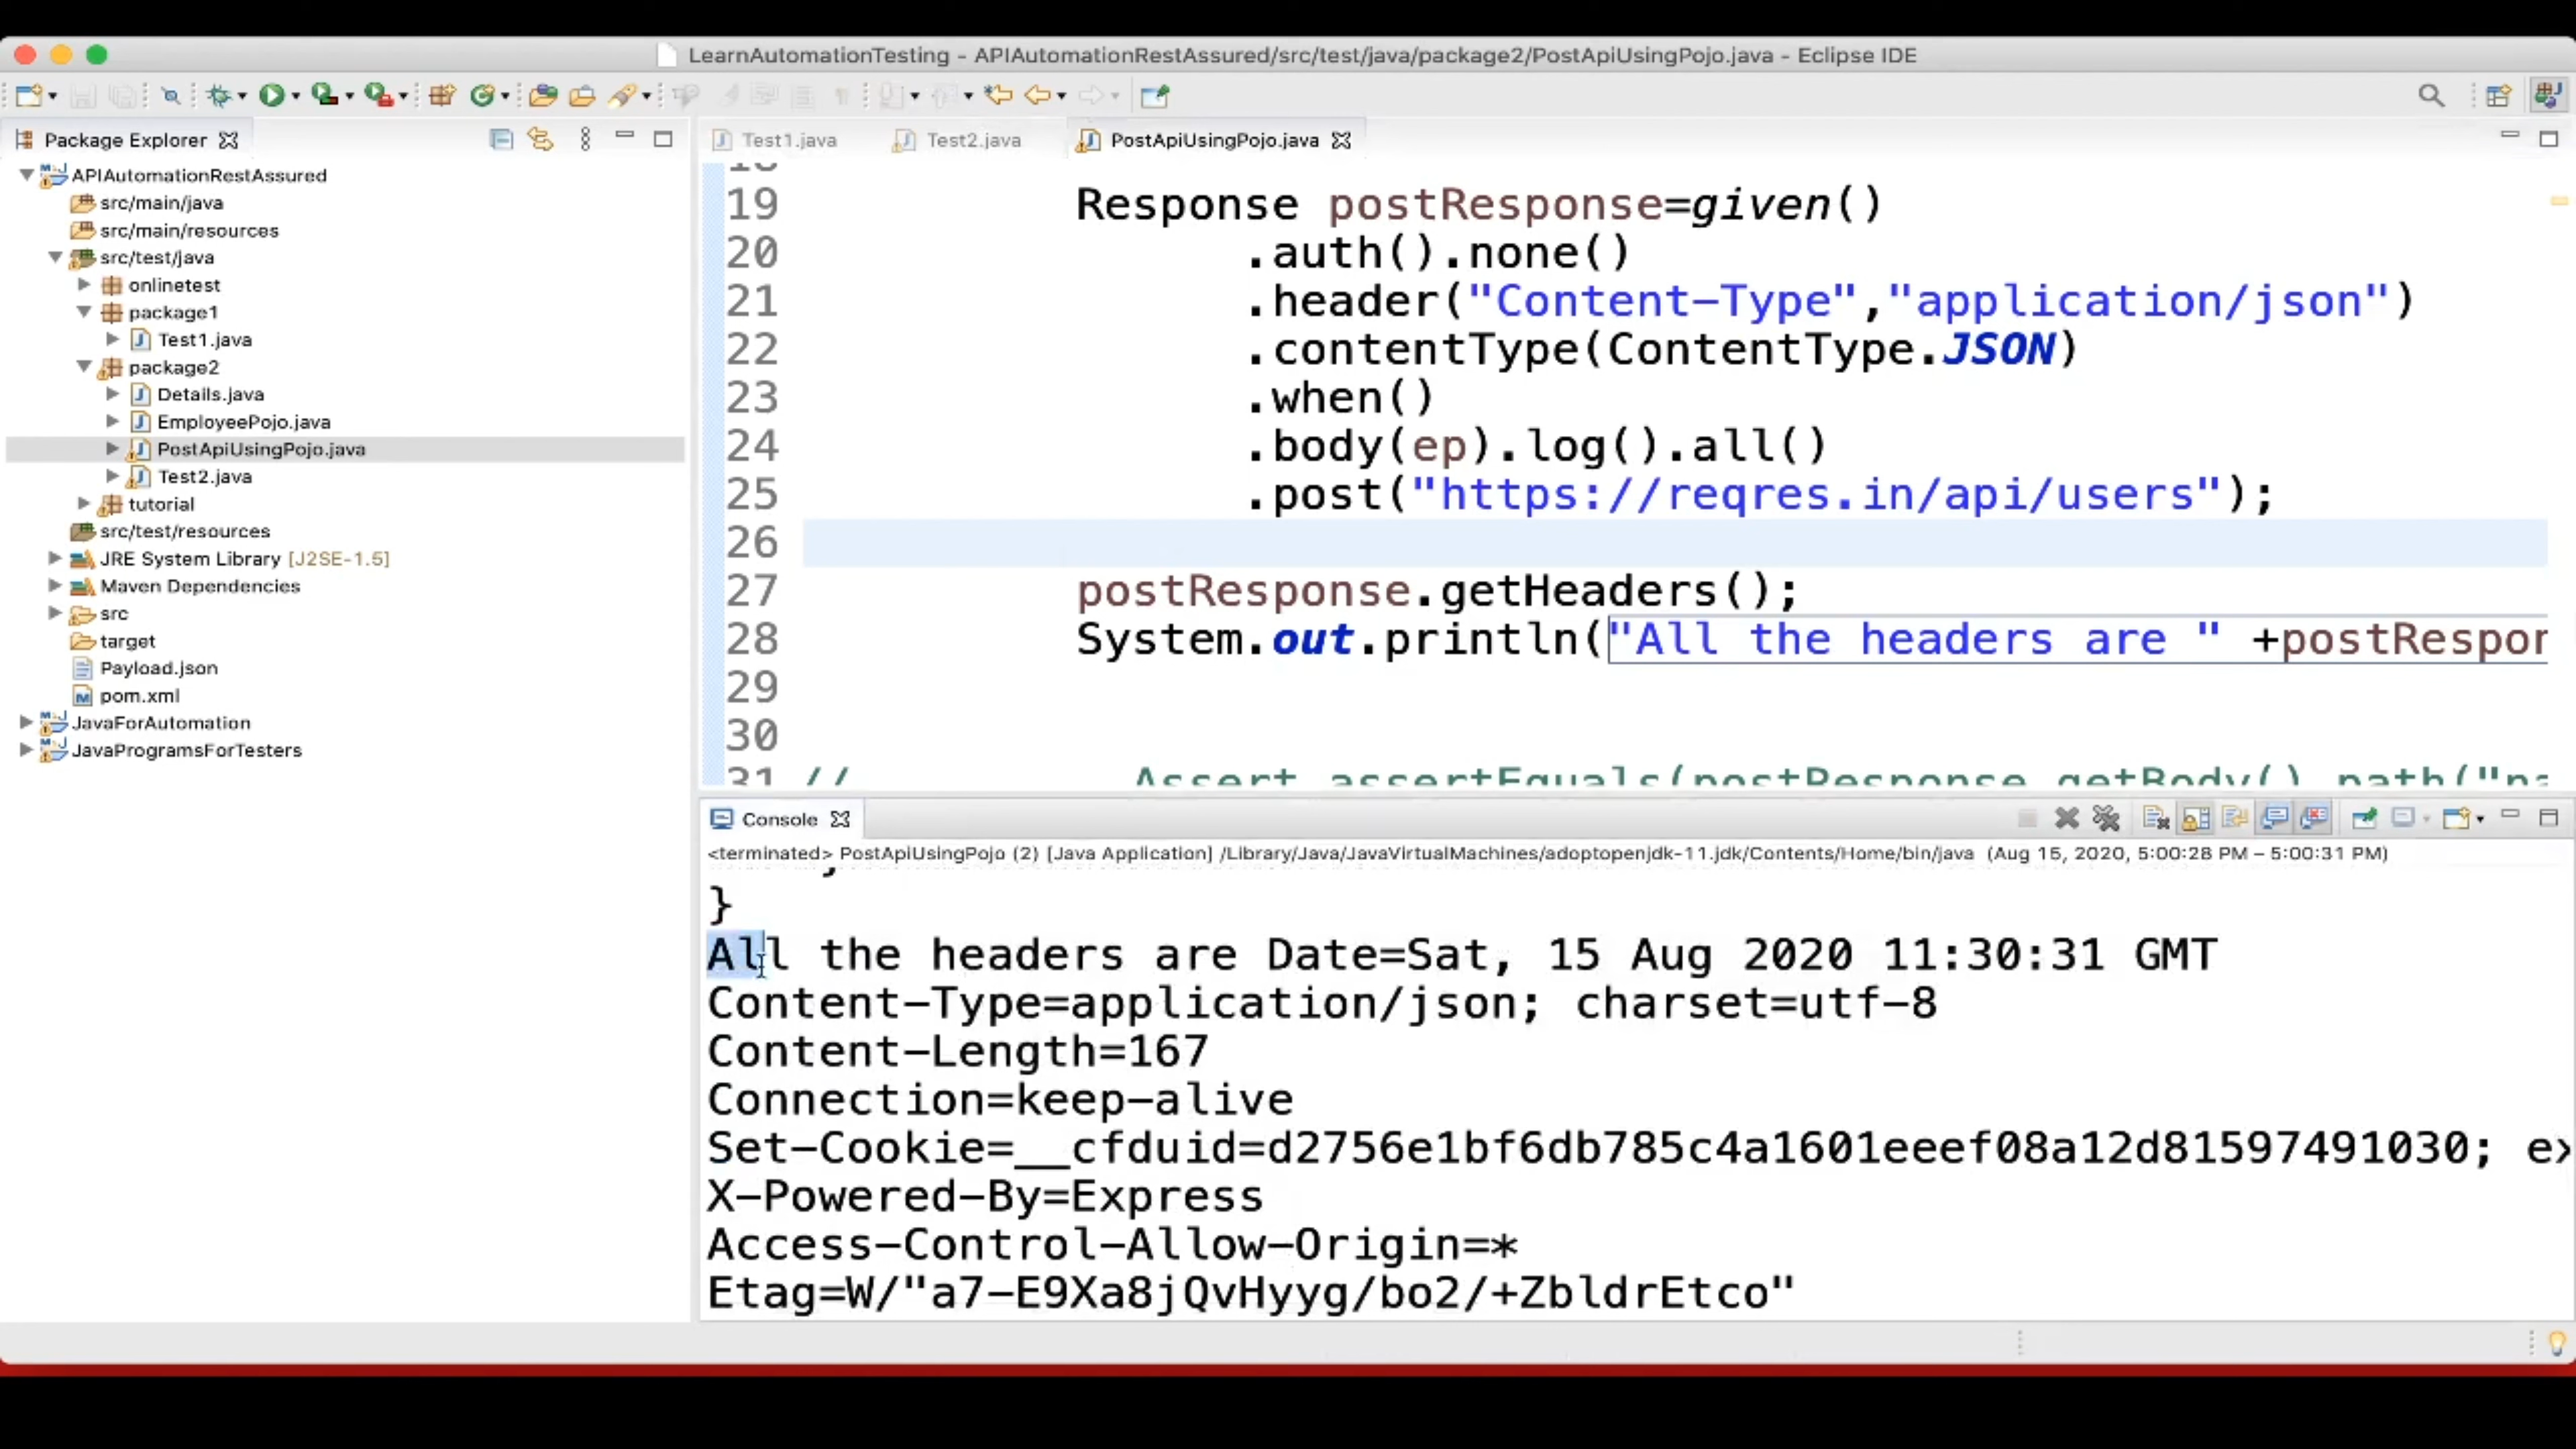 LearnAutomationTesting - APIAutomationRestAssured/src/test/java/package2/PostApiUsingPojo.java - Eclipse IDE
Package Explorer
APIAutomationRestAssured
src/main/java
src/main/resources
src/test/java
onlinetest
package1
Test1.java
package2
Details.java
EmployeePojo.java
PostApiUsingPojo.java
Test2.java
tutorial
src/test/resources
JRE System Library [J2SE-1.5]
Maven Dependencies
src
target
Payload.json
pom.xml
JavaForAutomation
JavaProgramsForTesters
Test1.java Test2.java PostApiUsingPojo.java
19 Response postResponse=given()
20 .auth().none()
21 .header("Content-Type","application/json")
22 .contentType(ContentType.JSON)
23 .when()
24 .body(ep).log().all()
25 .post("https://reqres.in/api/users");
26
27 postResponse.getHeaders();
28 System.out.println("All the headers are " +postRespon
29
30
31 // Assert.assertEquals(postResponse.getBody().path("na
Console
<terminated> PostApiUsingPojo (2) [Java Application] /Library/Java/JavaVirtualMachines/adoptopenjdk-11.jdk/Contents/Home/bin/java (Aug 15, 2020, 5:00:28 PM – 5:00:31 PM)
}
All the headers are Date=Sat, 15 Aug 2020 11:30:31 GMT
Content-Type=application/json; charset=utf-8
Content-Length=167
Connection=keep-alive
Set-Cookie=__cfduid=d2756e1bf6db785c4a1601eeef08a12d81597491030; ex
X-Powered-By=Express
Access-Control-Allow-Origin=*
Etag=W/"a7-E9Xa8jQvHyyg/bo2/+ZbldrEtco"